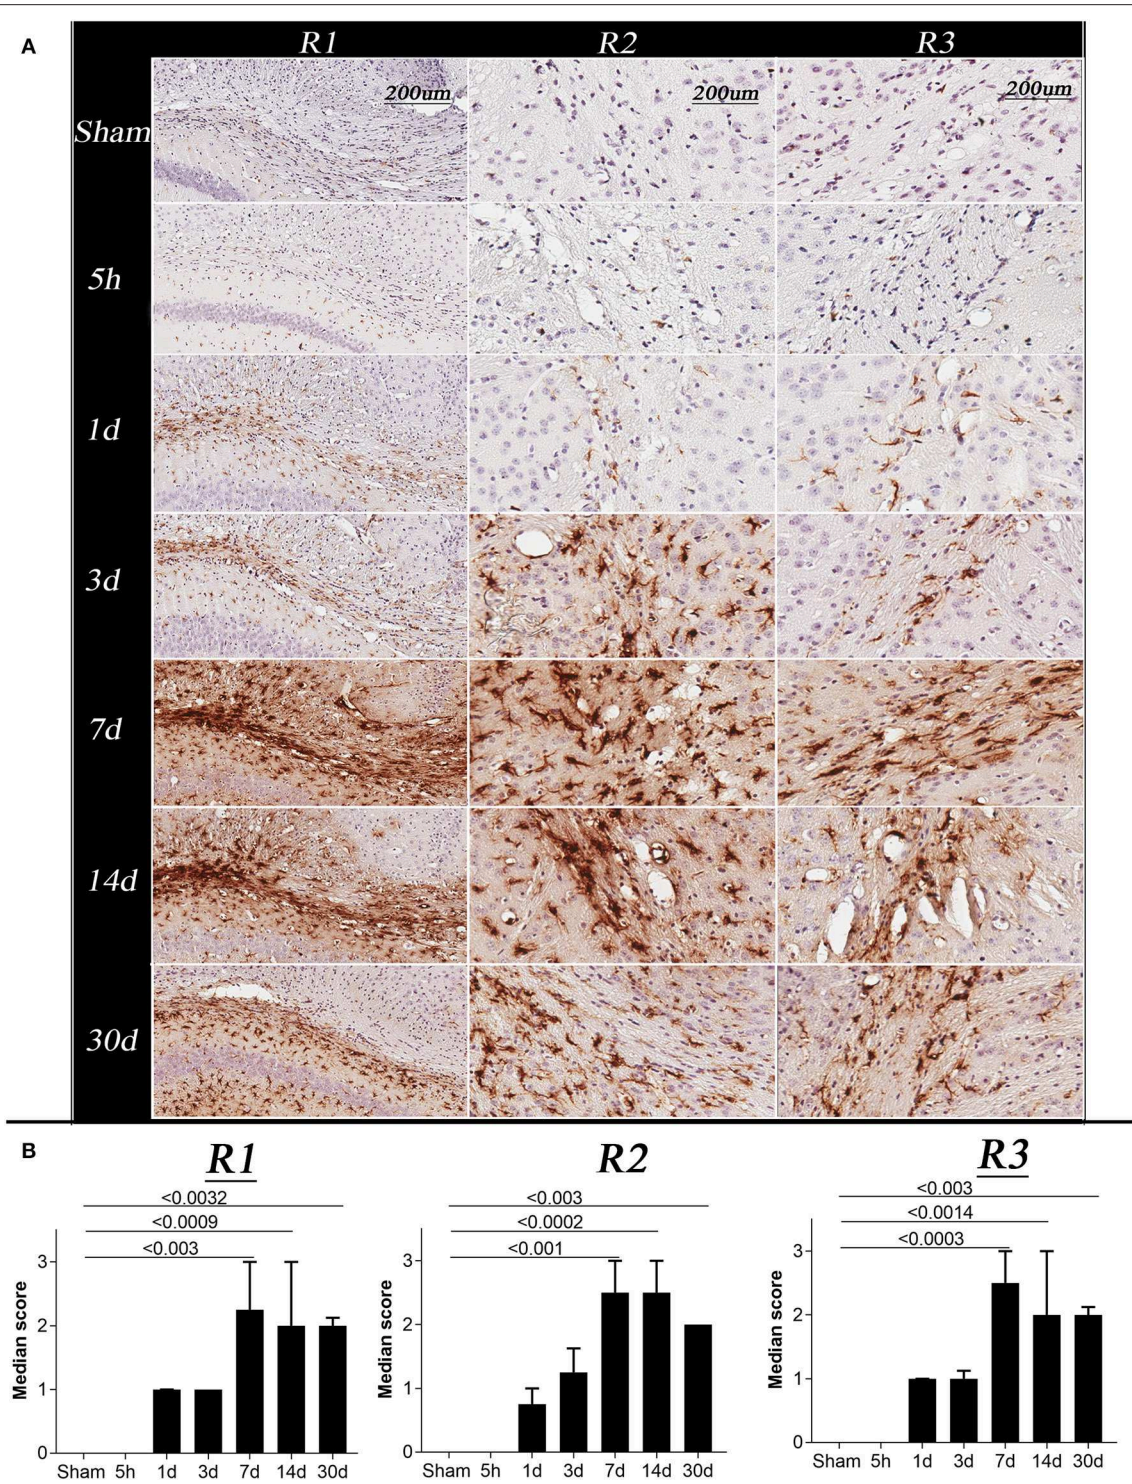 A
R1 R2 R3
200um 200um 200um
Sham
5h
1d
3d
7d
14d
30d
B
R1
<0.0032
<0.0009
<0.003
Median score
3
2
1
0
Sham 5h 1d 3d 7d 14d 30d
R2
<0.003
<0.0002
<0.001
Median score
3
2
1
0
Sham 5h 1d 3d 7d 14d 30d
R3
<0.003
<0.0014
<0.0003
Median score
3
2
1
0
Sham 5h 1d 3d 7d 14d 30d